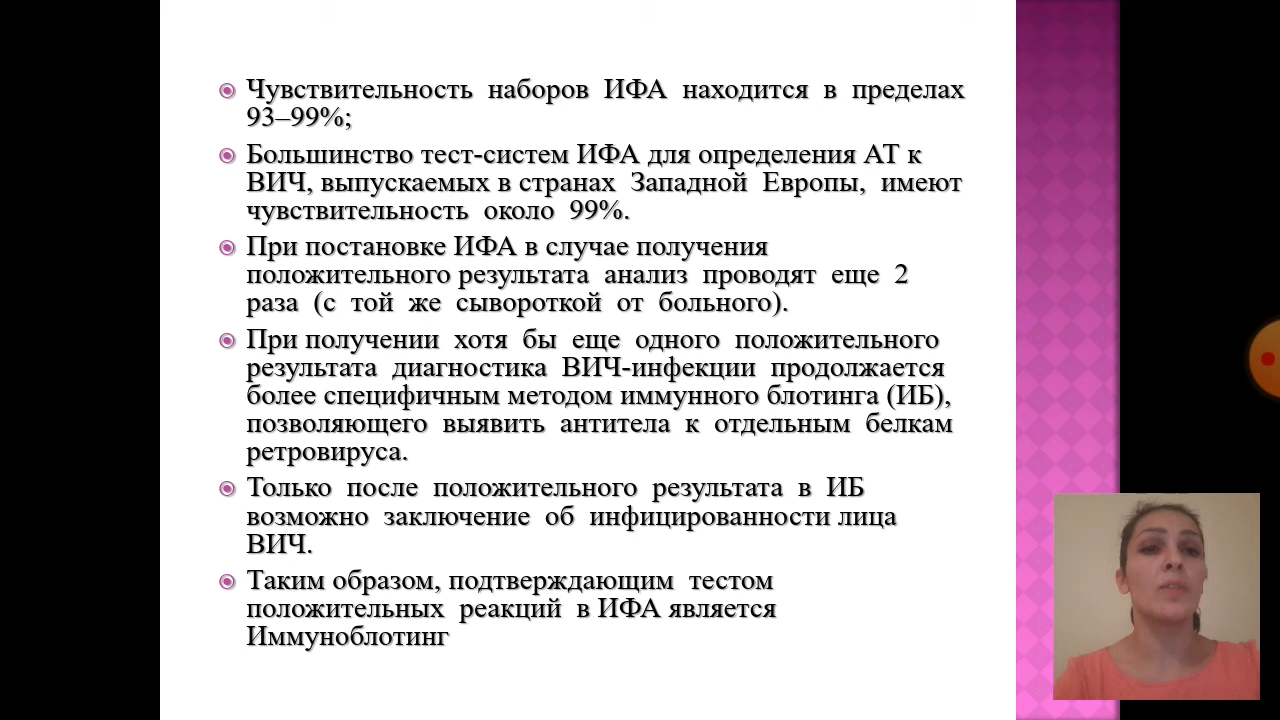 Чувствительность наборов ИФА находится в пределах
93–99%;
Большинство тест-систем ИФА для определения АТ к
ВИЧ, выпускаемых в странах Западной Европы, имеют
чувствительность около 99%.
При постановке ИФА в случае получения
положительного результата анализ проводят еще 2
раза (с той же сывороткой от больного).
При получении хотя бы еще одного положительного
результата диагностика ВИЧ-инфекции продолжается
более специфичным методом иммунного блотинга (ИБ),
позволяющего выявить антитела к отдельным белкам
ретровируса.
Только после положительного результата в ИБ
возможно заключение об инфицированности лица
ВИЧ.
Таким образом, подтверждающим тестом
положительных реакций в ИФА является
Иммуноблотинг